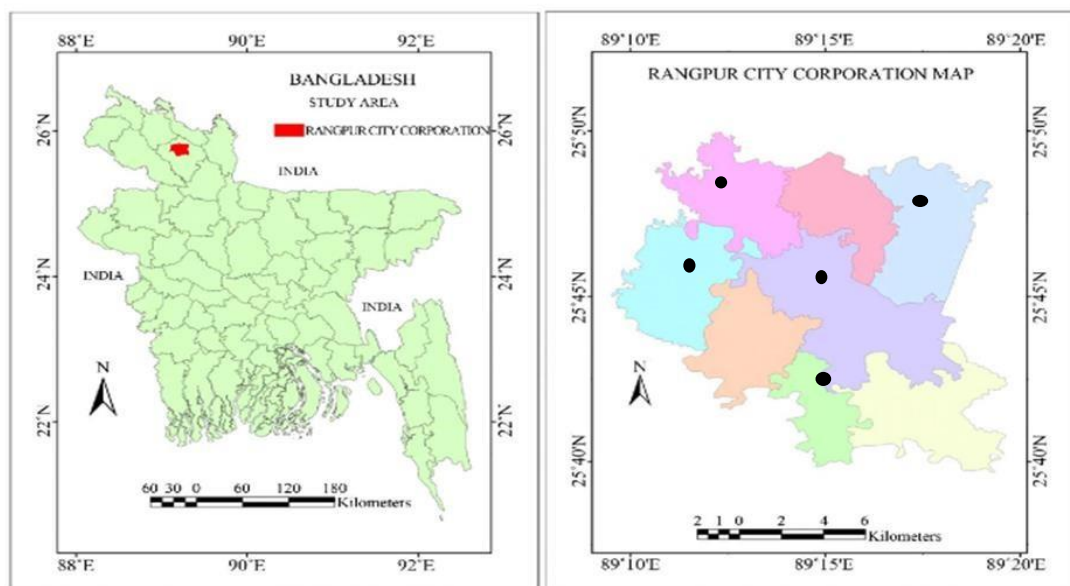 88°E 90°E 92°E
BANGLADESH
STUDY AREA
RANGPUR CITY CORPORATION
26°N 26°N
INDIA
INDIA
24°N 24°N
INDIA
N
22°N 22°N
60 30 0 60 120 180
Kilometers
88°E 90°E 92°E
89°10'E 89°15'E 89°20'E
RANGPUR CITY CORPORATION MAP
25°50'N 25°50'N
25°45'N 25°45'N
N
25°40'N 25°40'N
2 1 0 2 4 6
Kilometers
89°10'E 89°15'E 89°20'E